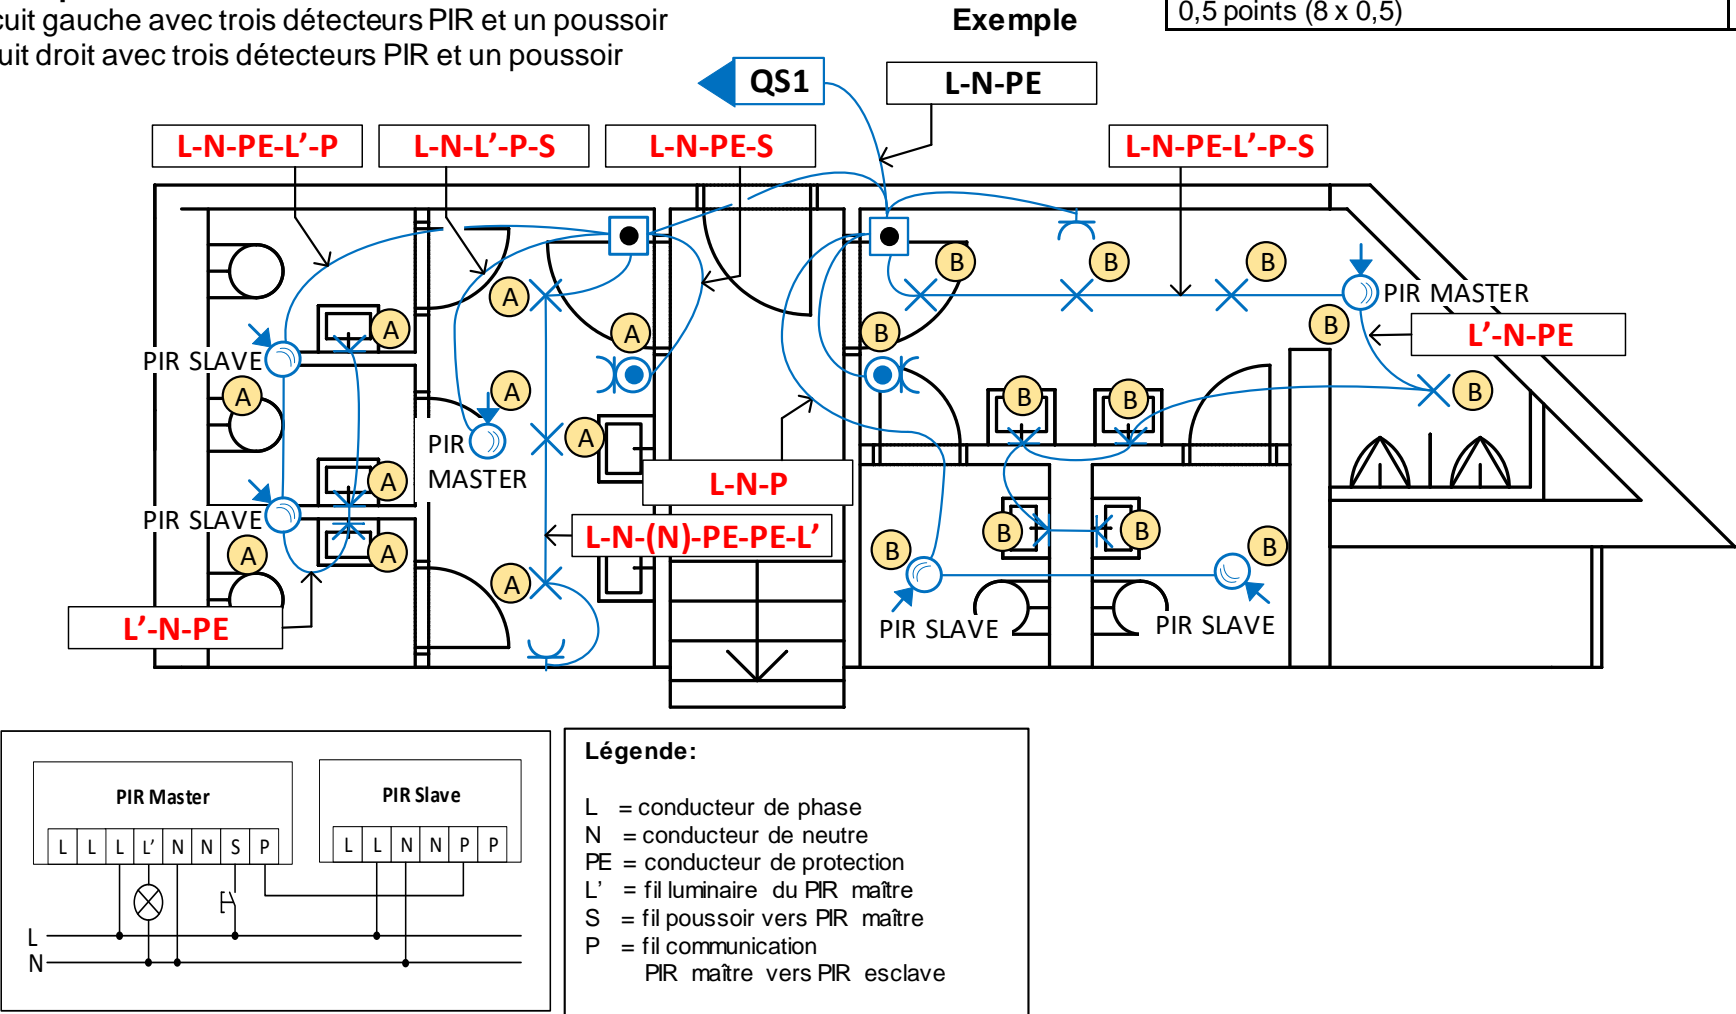 cuit gauche avec trois détecteurs PIR et un poussoir
uit droit avec trois détecteurs PIR et un poussoir
Exemple
0,5 points (8 x 0,5)
QS1
L-N-PE
L-N-PE-L’-P
L-N-L’-P-S
L-N-PE-S
L-N-PE-L’-P-S
B
B
B
A
A
A
B
B
PIR MASTER
L’-N-PE
PIR SLAVE
A
A
B
B
B
A
PIR
MASTER
A
L-N-P
A
PIR SLAVE
L-N-(N)-PE-PE-L’
B
B
B
B
A
A
A
L’-N-PE
PIR SLAVE
PIR SLAVE
PIR Master
L L L L’ N N S P
PIR Slave
L L N N P P
L
N
Légende:
L = conducteur de phase
N = conducteur de neutre
PE = conducteur de protection
L’ = fil luminaire du PIR maître
S = fil poussoir vers PIR maître
P = fil communication
PIR maître vers PIR esclave